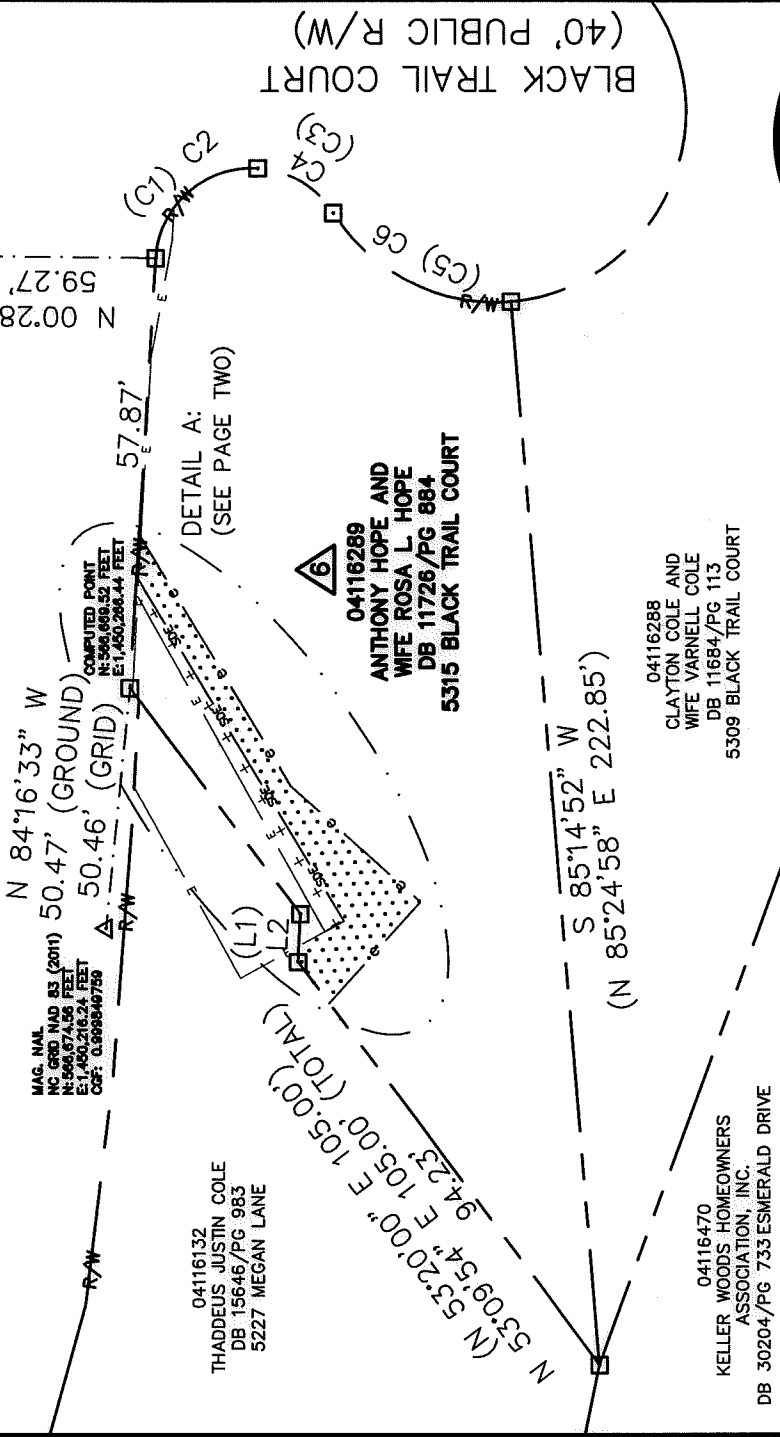 BLACK TRAIL COURT
(40' PUBLIC R/W)
N 00°28
59.27'
(C1)
C2
R/W
C4
(C3)
C6
(C5)
R/W
57.87'
E
E
DETAIL A:
(SEE PAGE TWO)
N 84°16'33" W
50.47' (GROUND)
50.46' (GRID)
COMPUTED POINT
N:566,669.52 FEET
E:1,450,266.44 FEET
R/W
MAG. NAIL
NC GRID NAD 83 (2011)
N:566,674.56 FEET
E:1,450,216.24 FEET
CGF: 0.999840759
R/W
R/W
6
04116289
ANTHONY HOPE AND
WIFE ROSA L. HOPE
DB 11726/PG 884
5315 BLACK TRAIL COURT
SDE
SDE
SDE
SDE
E
E
E
e
e
e
e
e
e
(L1)
L2
(N 53°20'00" E 105.00')
N 53°09'54" E 105.00' (TOTAL)
94.23'
S 85°14'52" W
(N 85°24'58" E 222.85')
04116132
THADDEUS JUSTIN COLE
DB 15646/PG 983
5227 MEGAN LANE
04116288
CLAYTON COLE AND
WIFE VARNELL COLE
DB 11684/PG 113
5309 BLACK TRAIL COURT
04116470
KELLER WOODS HOMEOWNERS
ASSOCIATION, INC.
DB 30204/PG 733 ESMERALD DRIVE